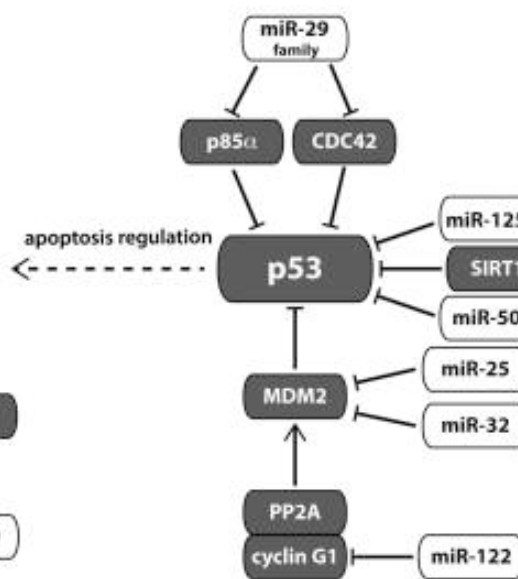 miR-29
family
p85α
CDC42
apoptosis regulation
p53
miR-125
SIRT1
miR-50
MDM2
miR-25
miR-32
PP2A
cyclin G1
miR-122